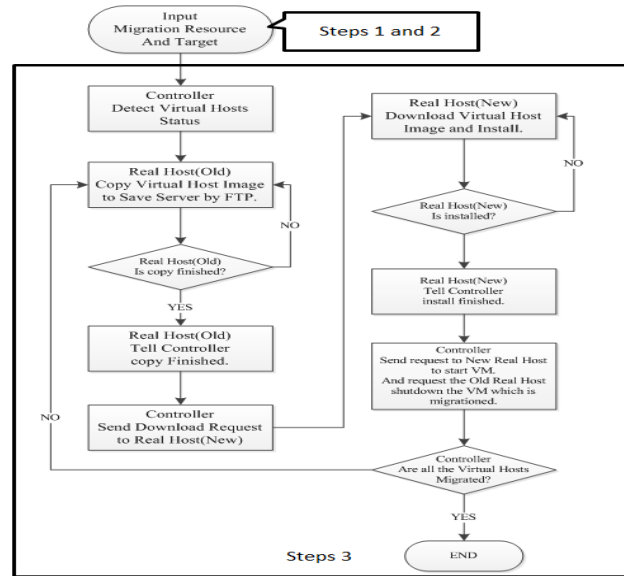 Input
Migration Resource
And Target
Steps 1 and 2
Controller
Detect Virtual Hosts
Status
Real Host(Old)
Copy Virtual Host Image
to Save Server by FTP.
NO
Real Host(Old)
Is copy finished?
YES
Real Host(Old)
Tell Controller
copy Finished.
NO
Controller
Send Download Request
to Real Host(New)
Real Host(New)
Download Virtual Host
Image and Install.
NO
Real Host(New)
Is installed?
Real Host(New)
Tell Controller
install finished.
Controller
Send request to New Real Host
to start VM.
And request the Old Real Host
shutdown the VM which is
migrationed.
Controller
Are all the Virtual Hosts
Migrated?
YES
END
Steps 3